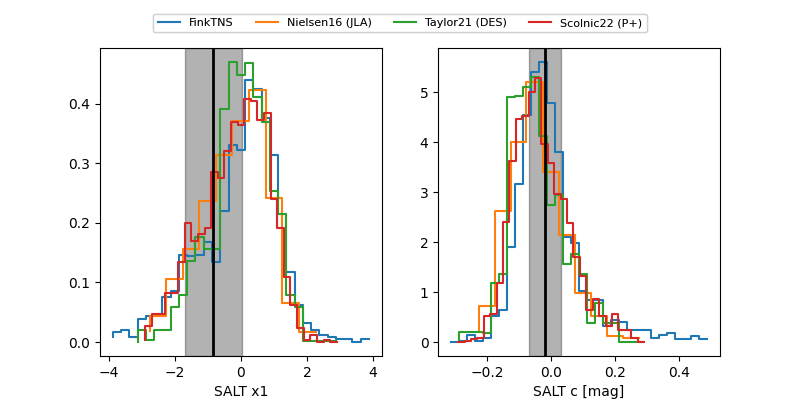 FinkTNS Nielsen16 (JLA) Taylor21 (DES) Scolnic22 (P+)
0.4
0.3
0.2
0.1
0.0
−4 −2 0 2 4
SALT x1
5
4
3
2
1
0
−0.2 0.0 0.2 0.4
SALT c [mag]